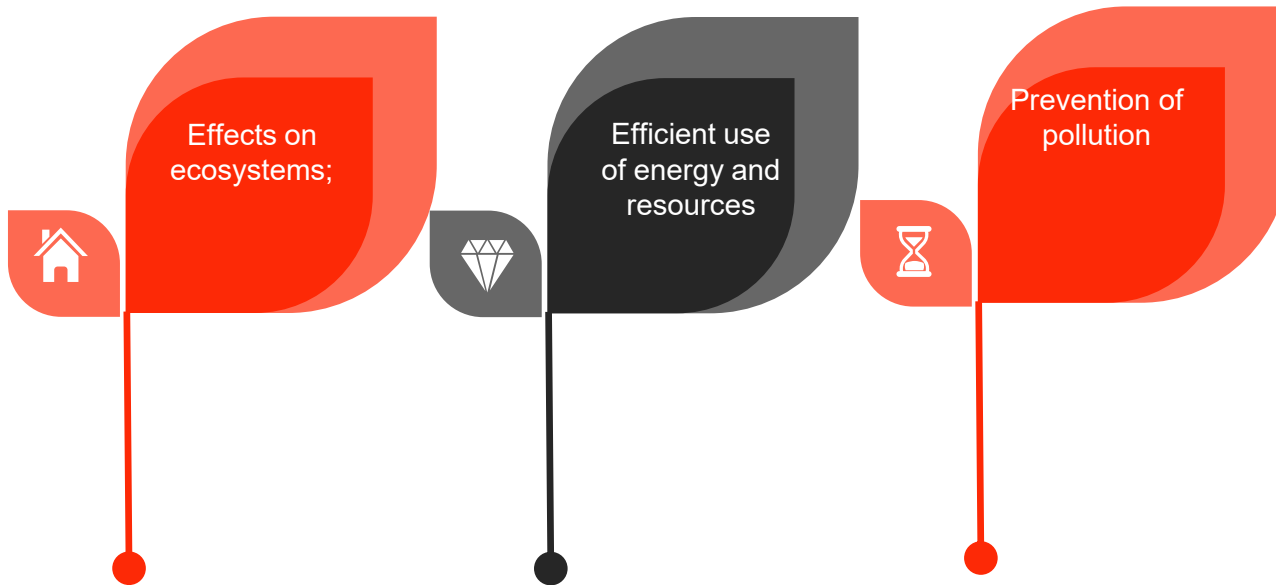 Effects on
ecosystems;
Efficient use
of energy and
resources
Prevention of
pollution